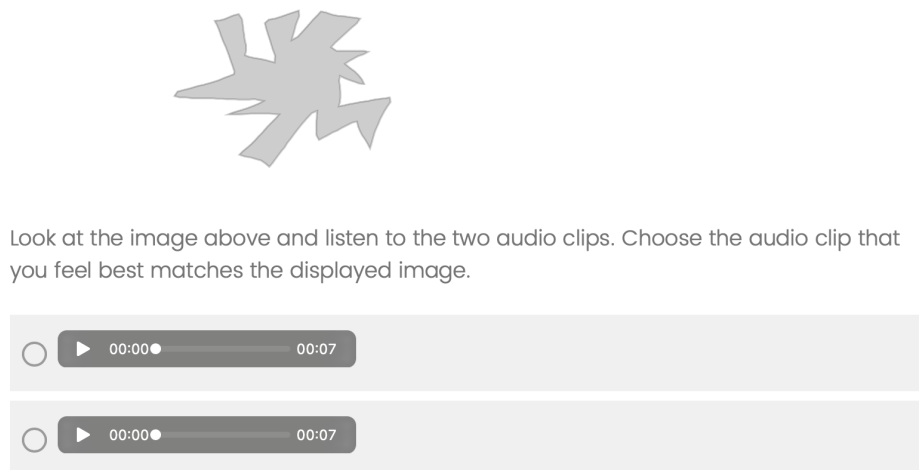 Look at the image above and listen to the two audio clips. Choose the audio clip that
you feel best matches the displayed image.
00:00 00:07
00:00 00:07